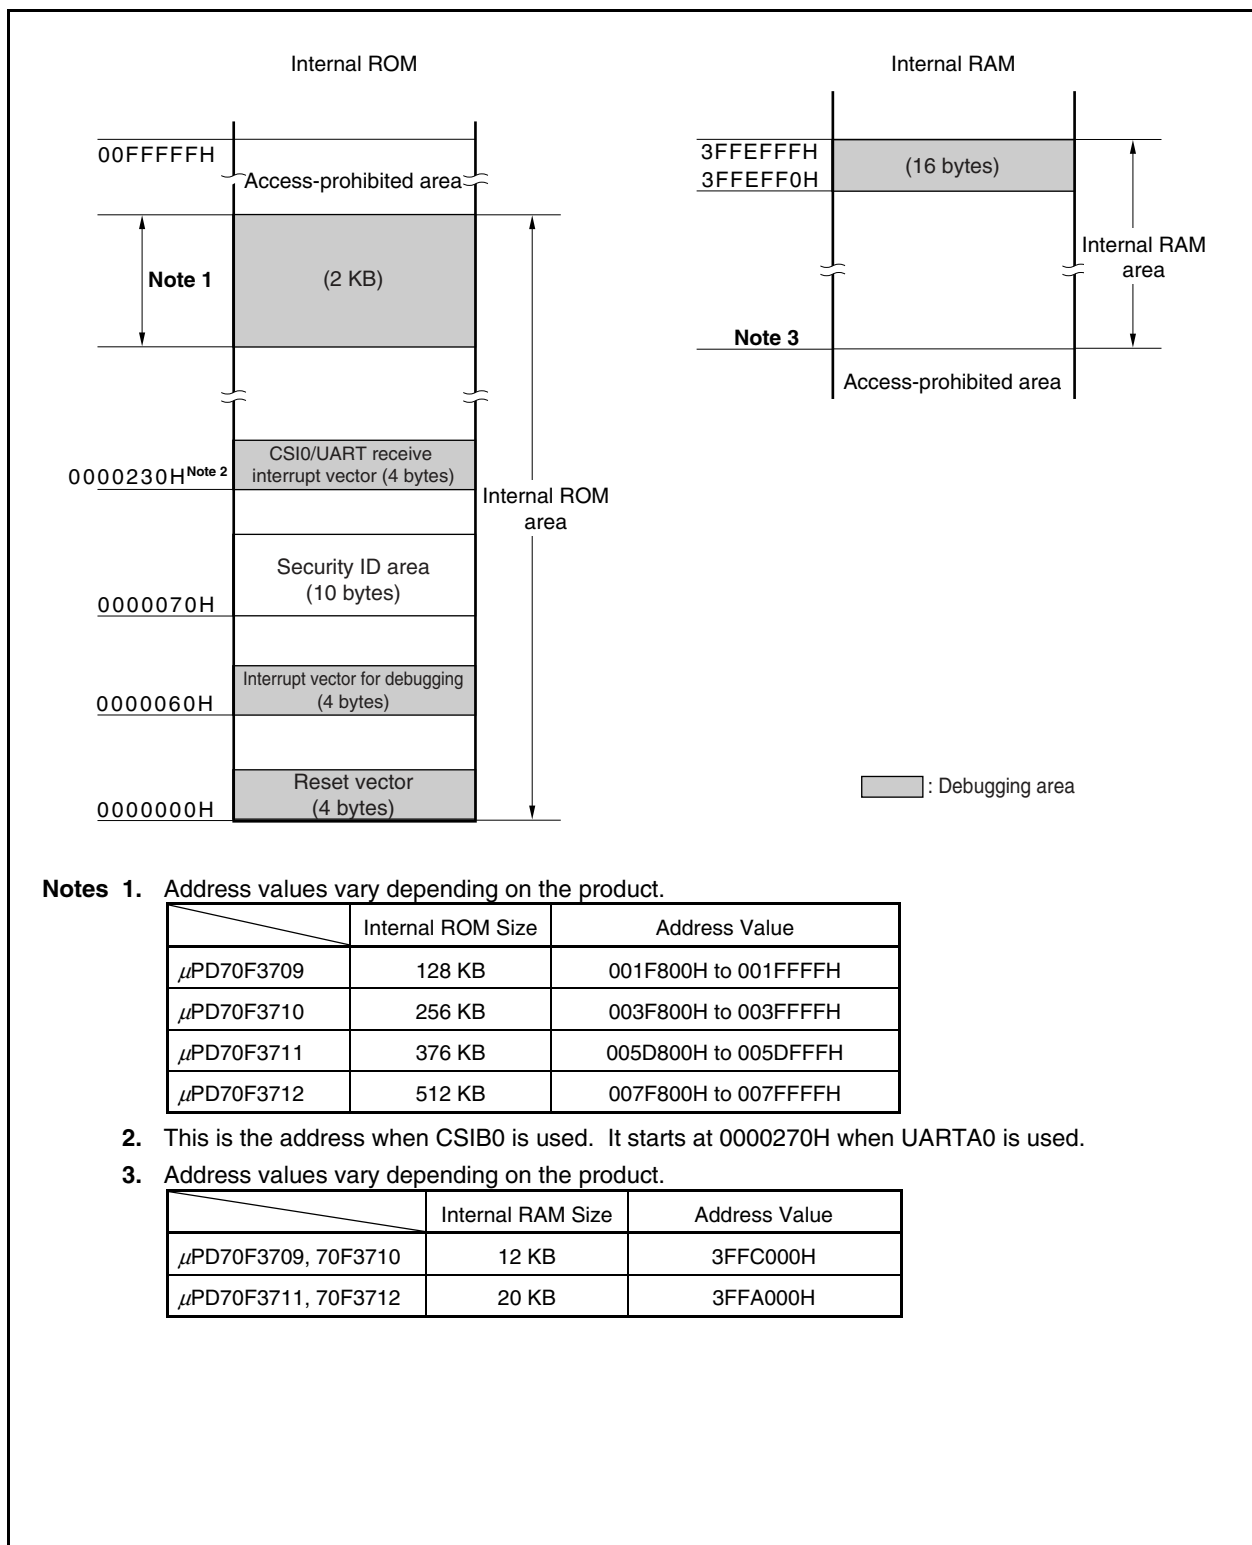 Internal ROM
00FFFFFH
Access-prohibited area
Note 1
(2 KB)
CSI0/UART receive
interrupt vector (4 bytes)
0000230H Note 2
Internal ROM
area
Security ID area
(10 bytes)
0000070H
Interrupt vector for debugging
(4 bytes)
0000060H
Reset vector
(4 bytes)
0000000H
Internal RAM
3FFEFFFH
3FFEFF0H
(16 bytes)
Internal RAM
area
Note 3
Access-prohibited area
: Debugging area
Notes 1. Address values vary depending on the product.
Internal ROM Size Address Value
μPD70F3709 128 KB 001F800H to 001FFFFH
μPD70F3710 256 KB 003F800H to 003FFFFH
μPD70F3711 376 KB 005D800H to 005DFFFH
μPD70F3712 512 KB 007F800H to 007FFFFH
2. This is the address when CSIB0 is used. It starts at 0000270H when UARTA0 is used.
3. Address values vary depending on the product.
Internal RAM Size Address Value
μPD70F3709, 70F3710 12 KB 3FFC000H
μPD70F3711, 70F3712 20 KB 3FFA000H